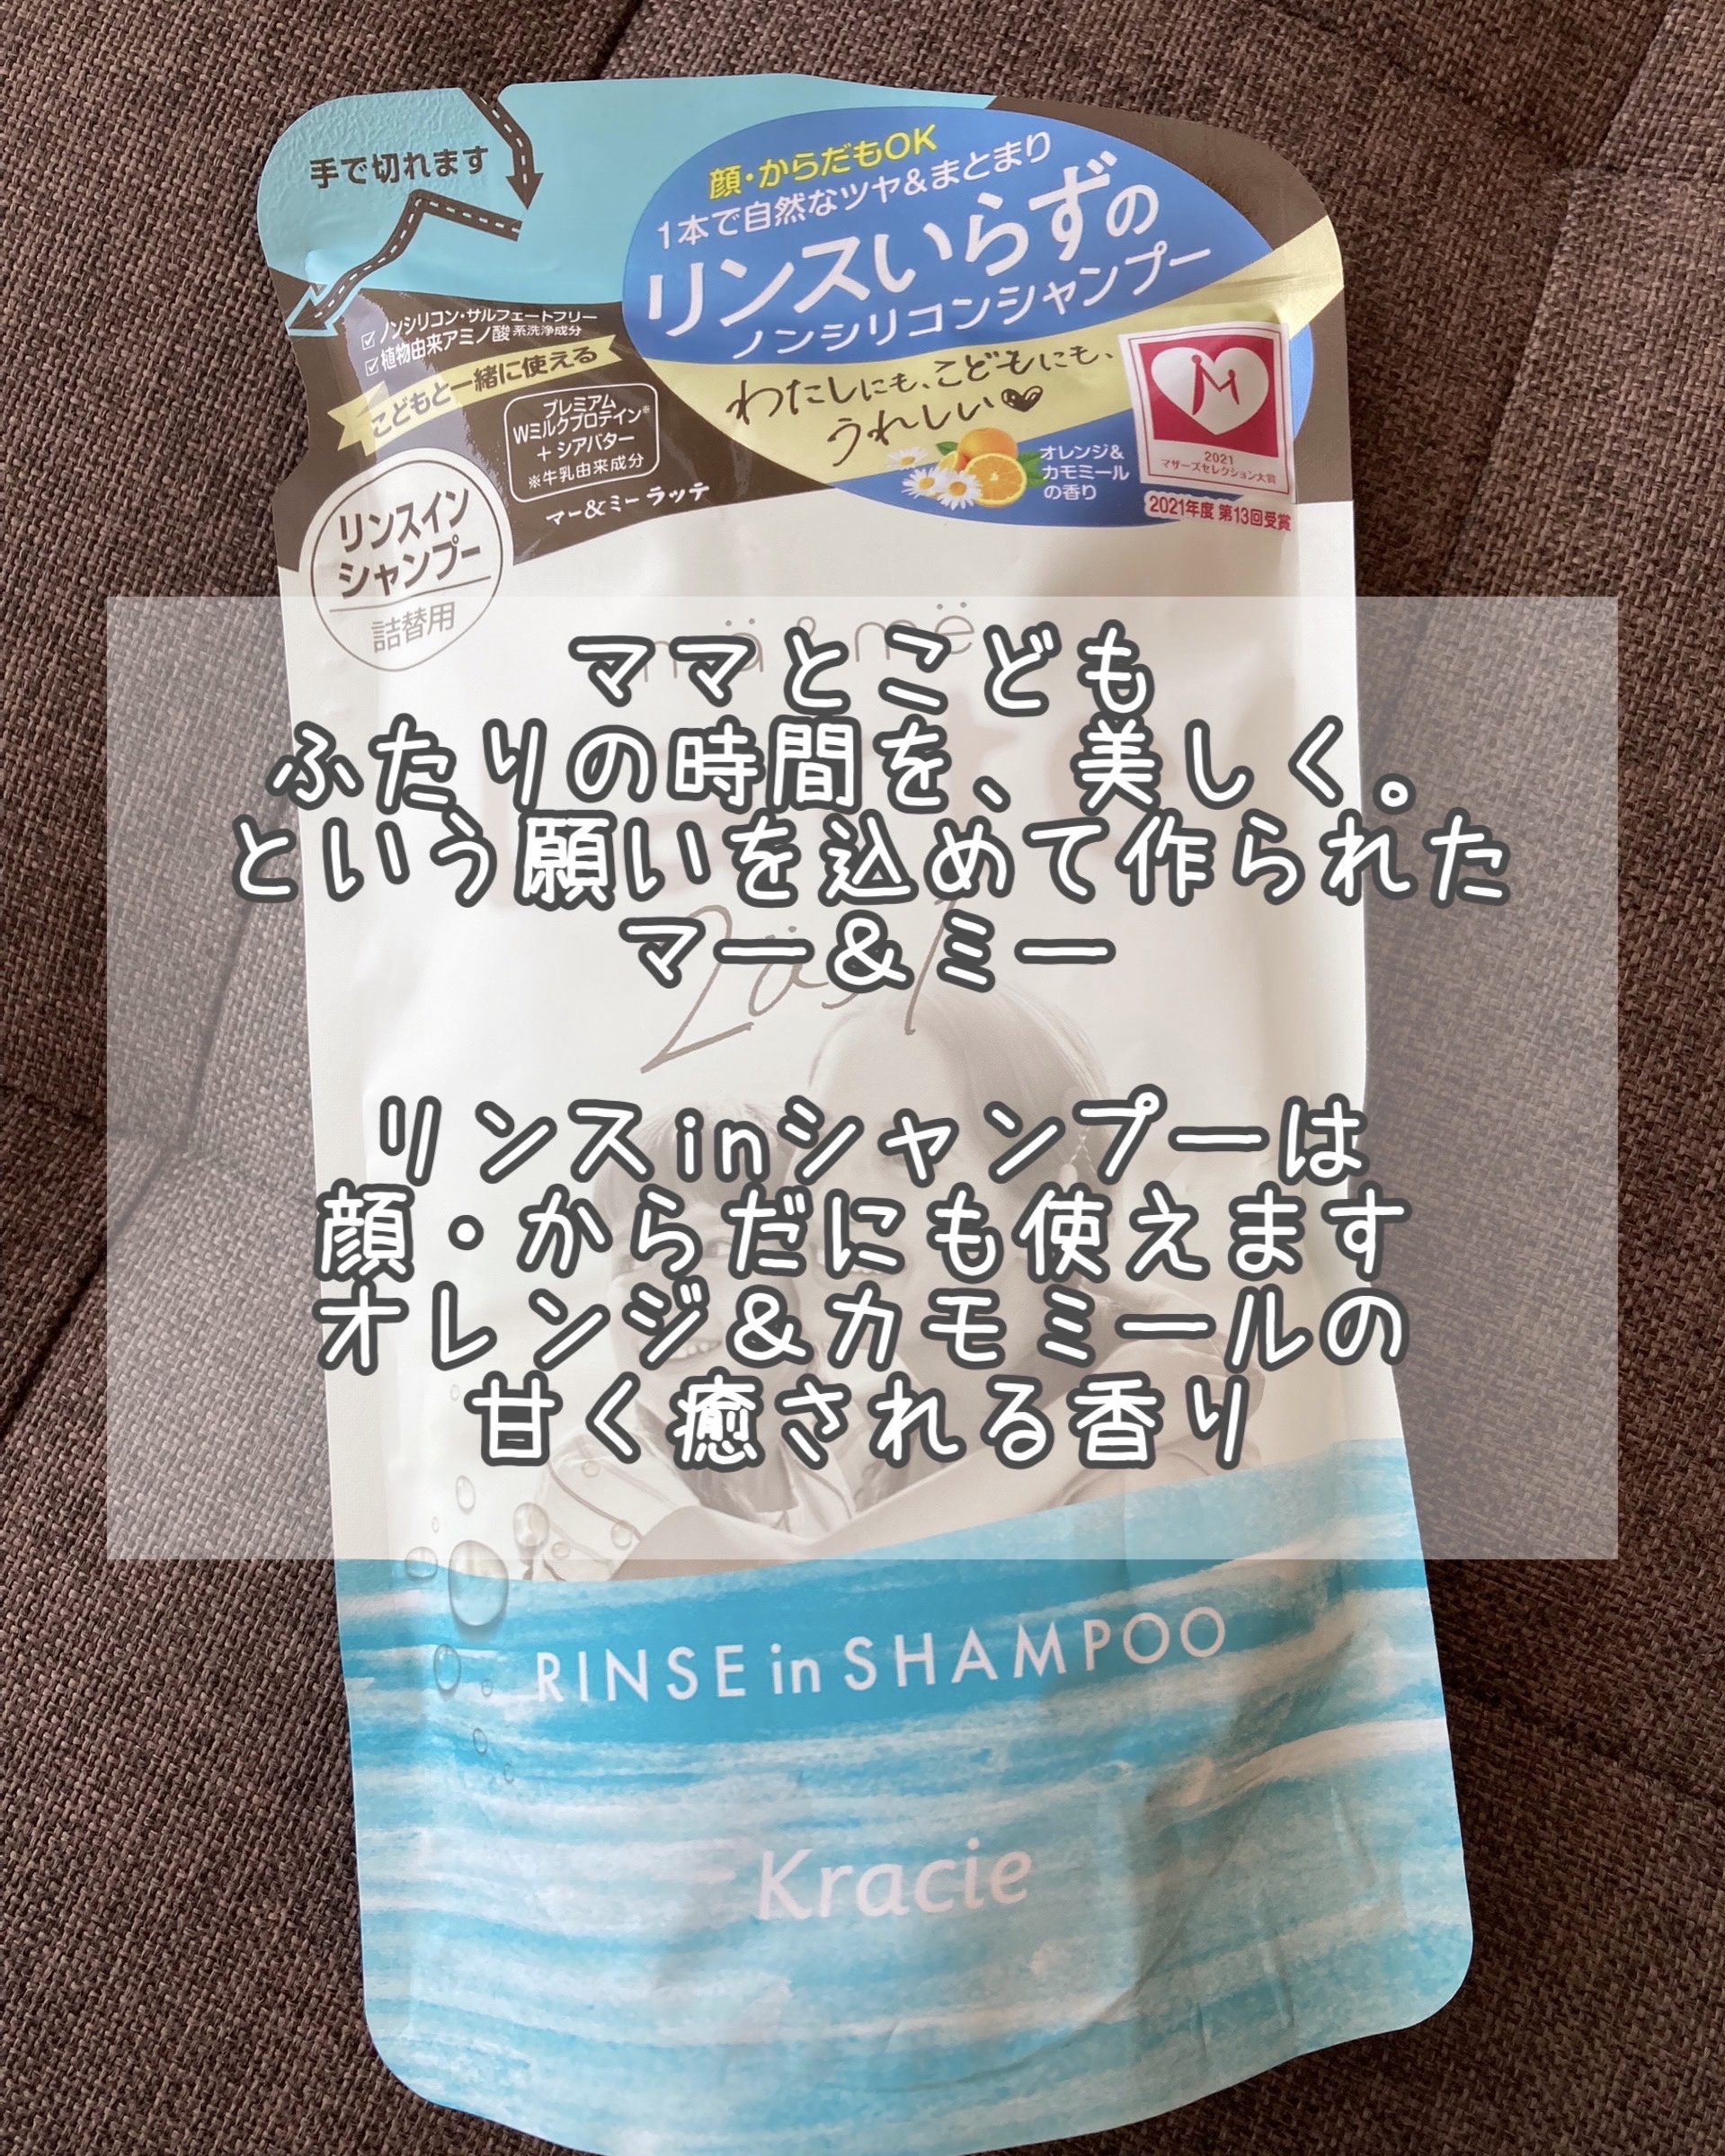 手で切れます
顔・からだもOK
1本で自然なツヤ&まとまり
リンスいらずの
ノンシリコンシャンプー
わたしにも、こどもにも、
うれしい
オレンジ&
カモミール
の香り
2021
マザーズセレクション大賞
2021年度 第13回受賞
ノンシリコン・サルフェートフリー
植物由来アミノ酸系洗浄成分
こどもと一緒に使える
プレミアム
Wミルクプロテイン※
+ シアバター
※牛乳由来成分
マー&ミー ラッテ
リンスイン
シャンプー
詰替用
mä & më
ママとこども
ふたりの時間を、美しく。
という願いを込めて作られた
マー＆ミー
リンスinシャンプーは
顔・からだにも使えます
オレンジ＆カモミールの
甘く癒される香り
RINSE in SHAMPOO
Kracie